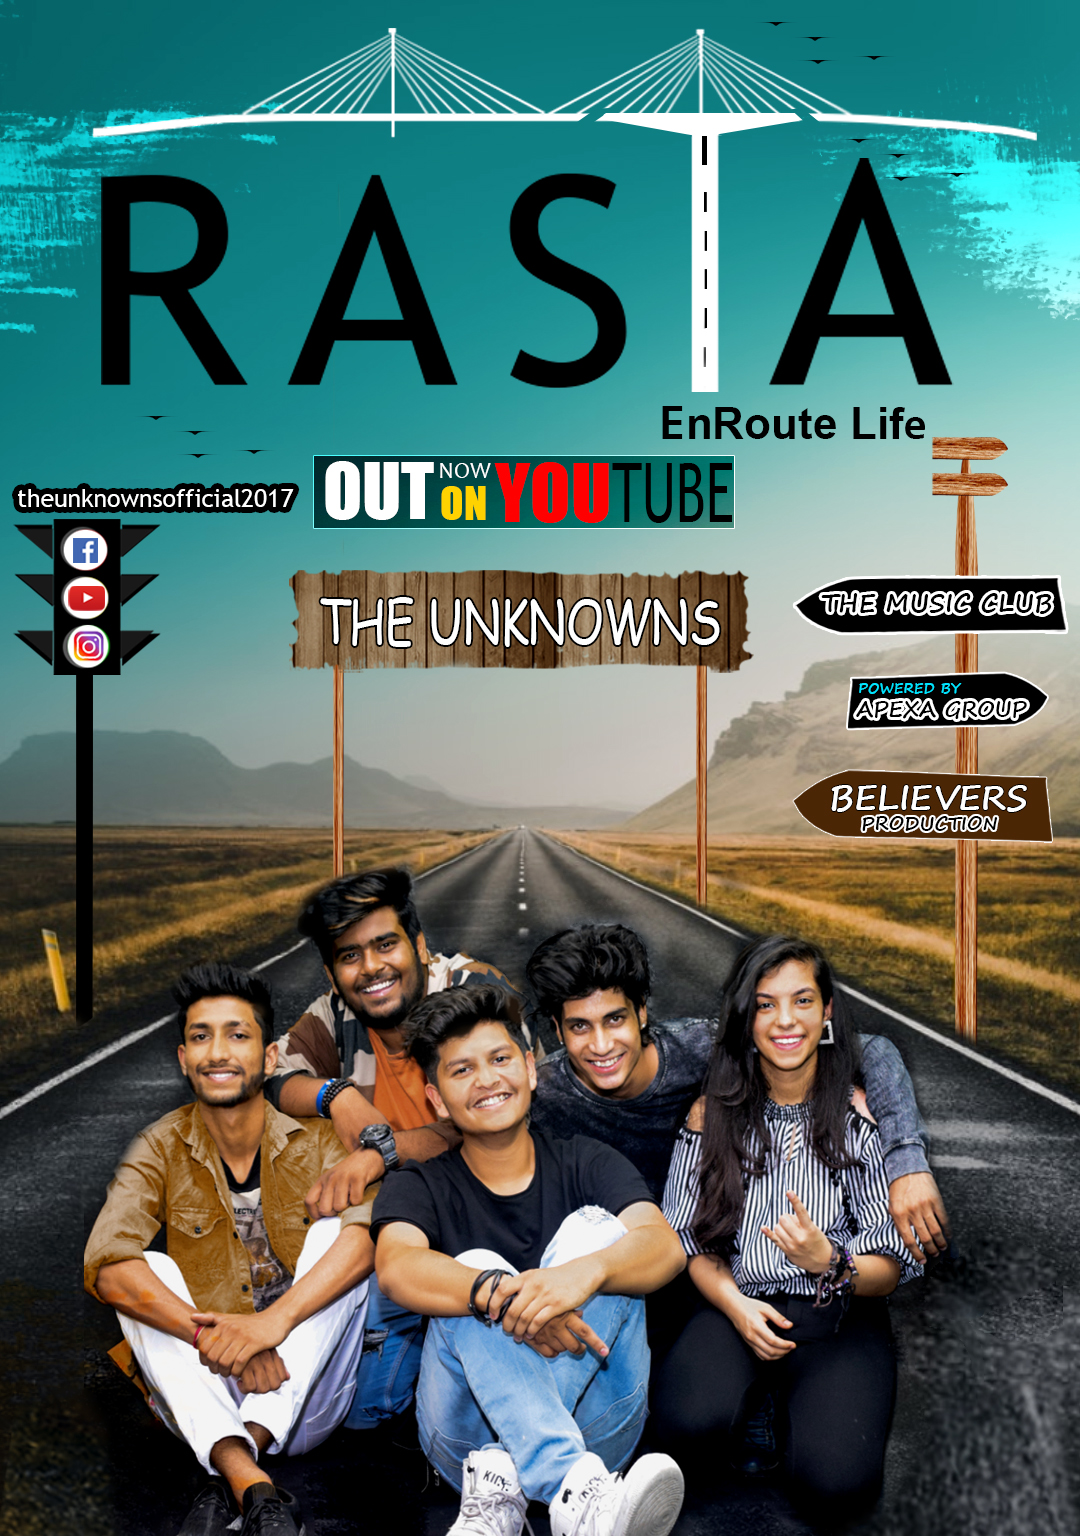 RASTA
EnRoute Life
OUT NOW ON YOUTUBE
theunknownsofficial2017
THE UNKNOWNS
THE MUSIC CLUB
POWERED BY
APEXA GROUP
BELIEVERS
PRODUCTION